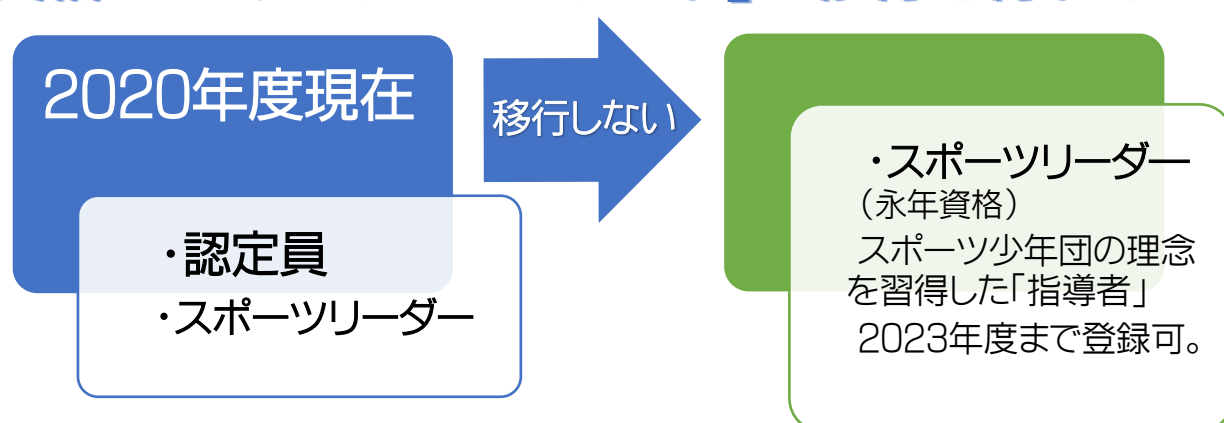 2020年度現在
・認定員
・スポーツリーダー
移行しない
・スポーツリーダー
（永年資格）
スポーツ少年団の理念
を習得した「指導者」
2023年度まで登録可。